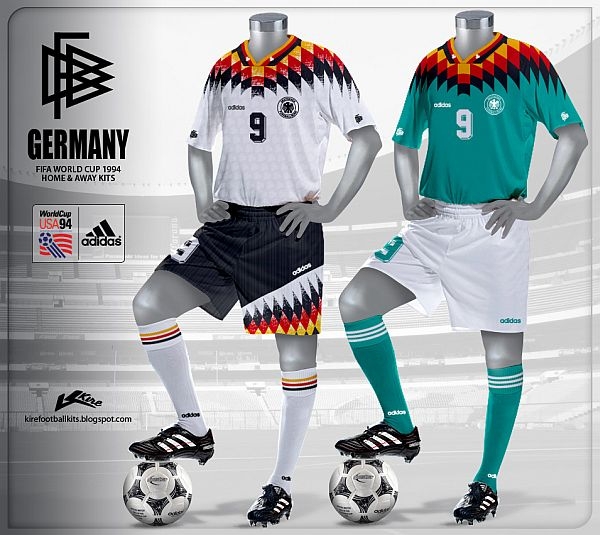 GERMANY
FIFA WORLD CUP 1994
HOME & AWAY KITS
WorldCup
USA94
adidas
Kire
kirefootballkits.blogspot.com
adidas
9
adidas
9
9
adidas
adidas
adidas
adidas
adidas